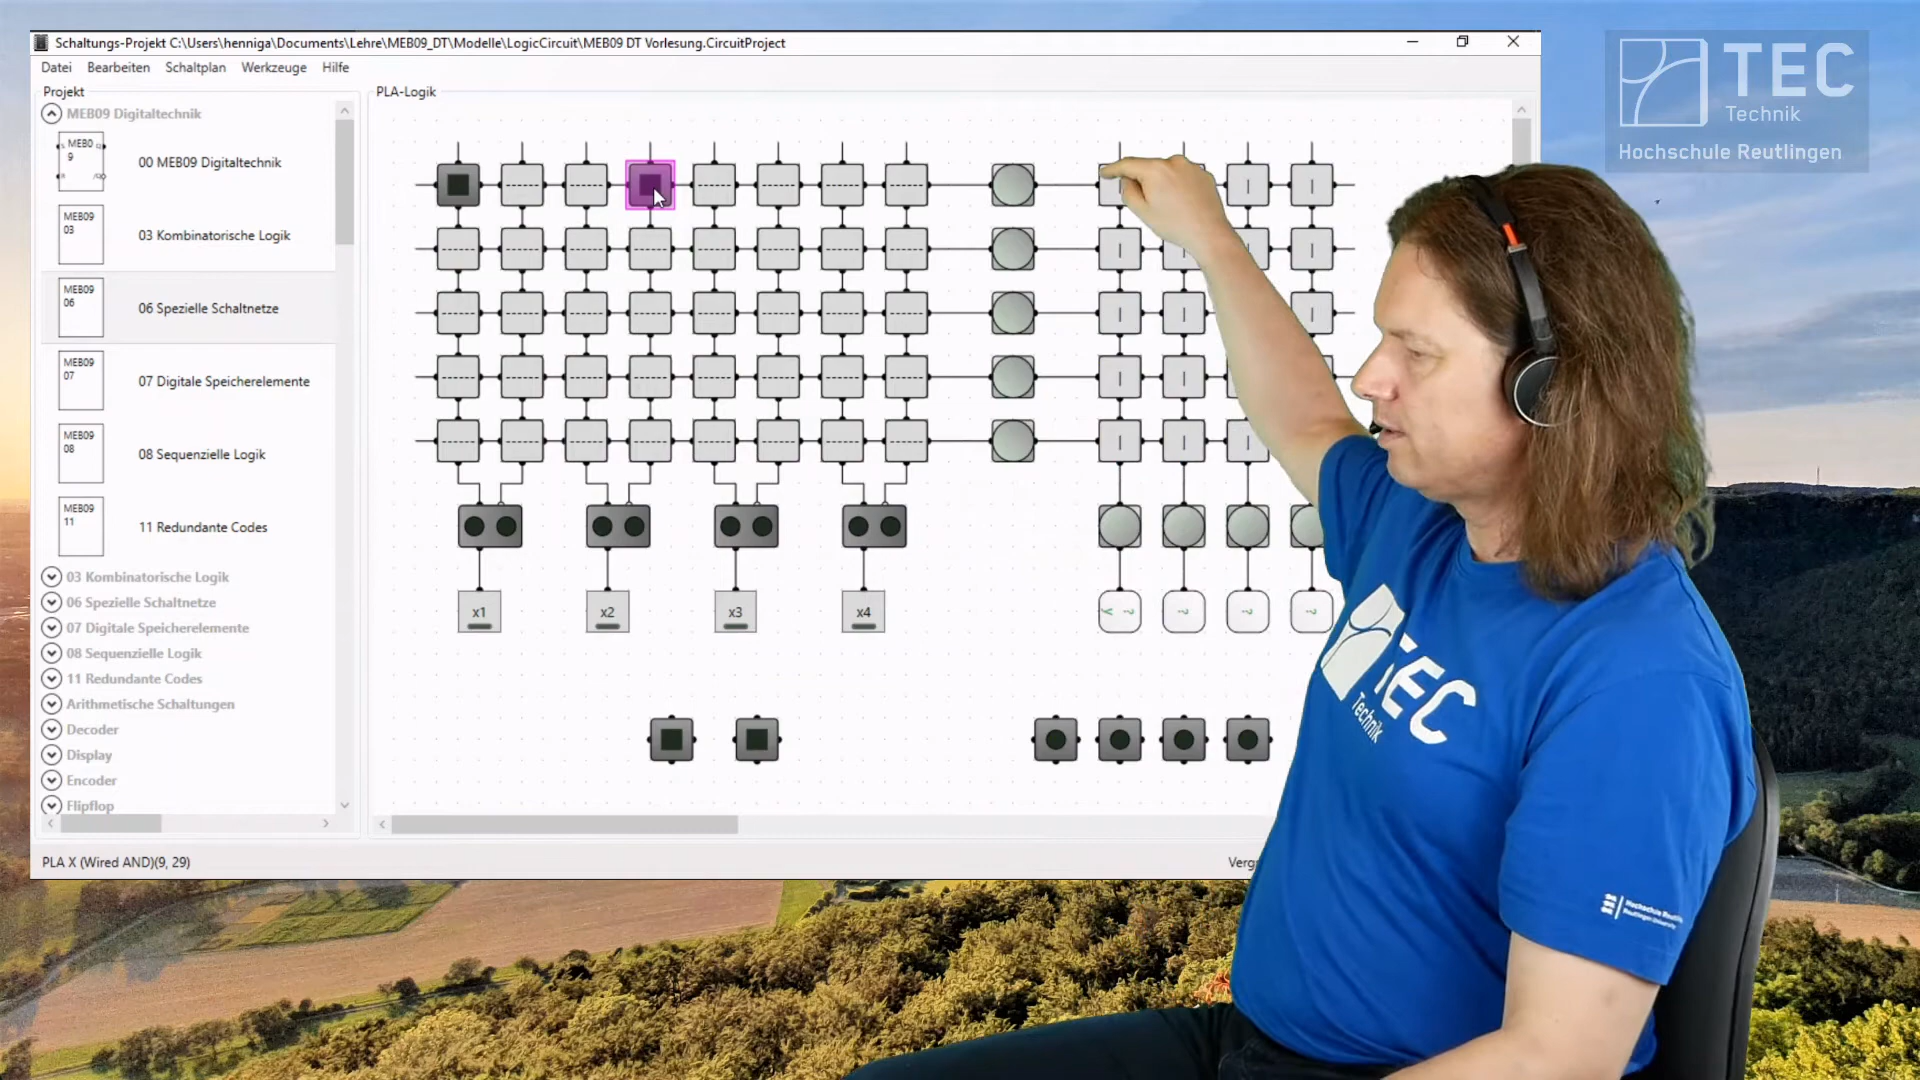 Schaltungs-Projekt C:\Users\henniga\Documents\Lehre\MEB09_DT\Modelle\LogicCircuit\MEB09 DT Vorlesung.CircuitProject
Datei Bearbeiten Schaltplan Werkzeuge Hilfe
Projekt
MEB09 Digitaltechnik
MEB0
9
00 MEB09 Digitaltechnik
MEB09
03
03 Kombinatorische Logik
MEB09
06
06 Spezielle Schaltnetze
MEB09
07
07 Digitale Speicherelemente
MEB09
08
08 Sequenzielle Logik
MEB09
11
11 Redundante Codes
03 Kombinatorische Logik
06 Spezielle Schaltnetze
07 Digitale Speicherelemente
08 Sequenzielle Logik
11 Redundante Codes
Arithmetische Schaltungen
Decoder
Display
Encoder
Flipflop
PLA-Logik
x1 x2 x3 x4
y ? ? ? ?
PLA X (Wired AND)(9, 29)
TEC
Technik
Hochschule Reutlingen
TEC
Technik